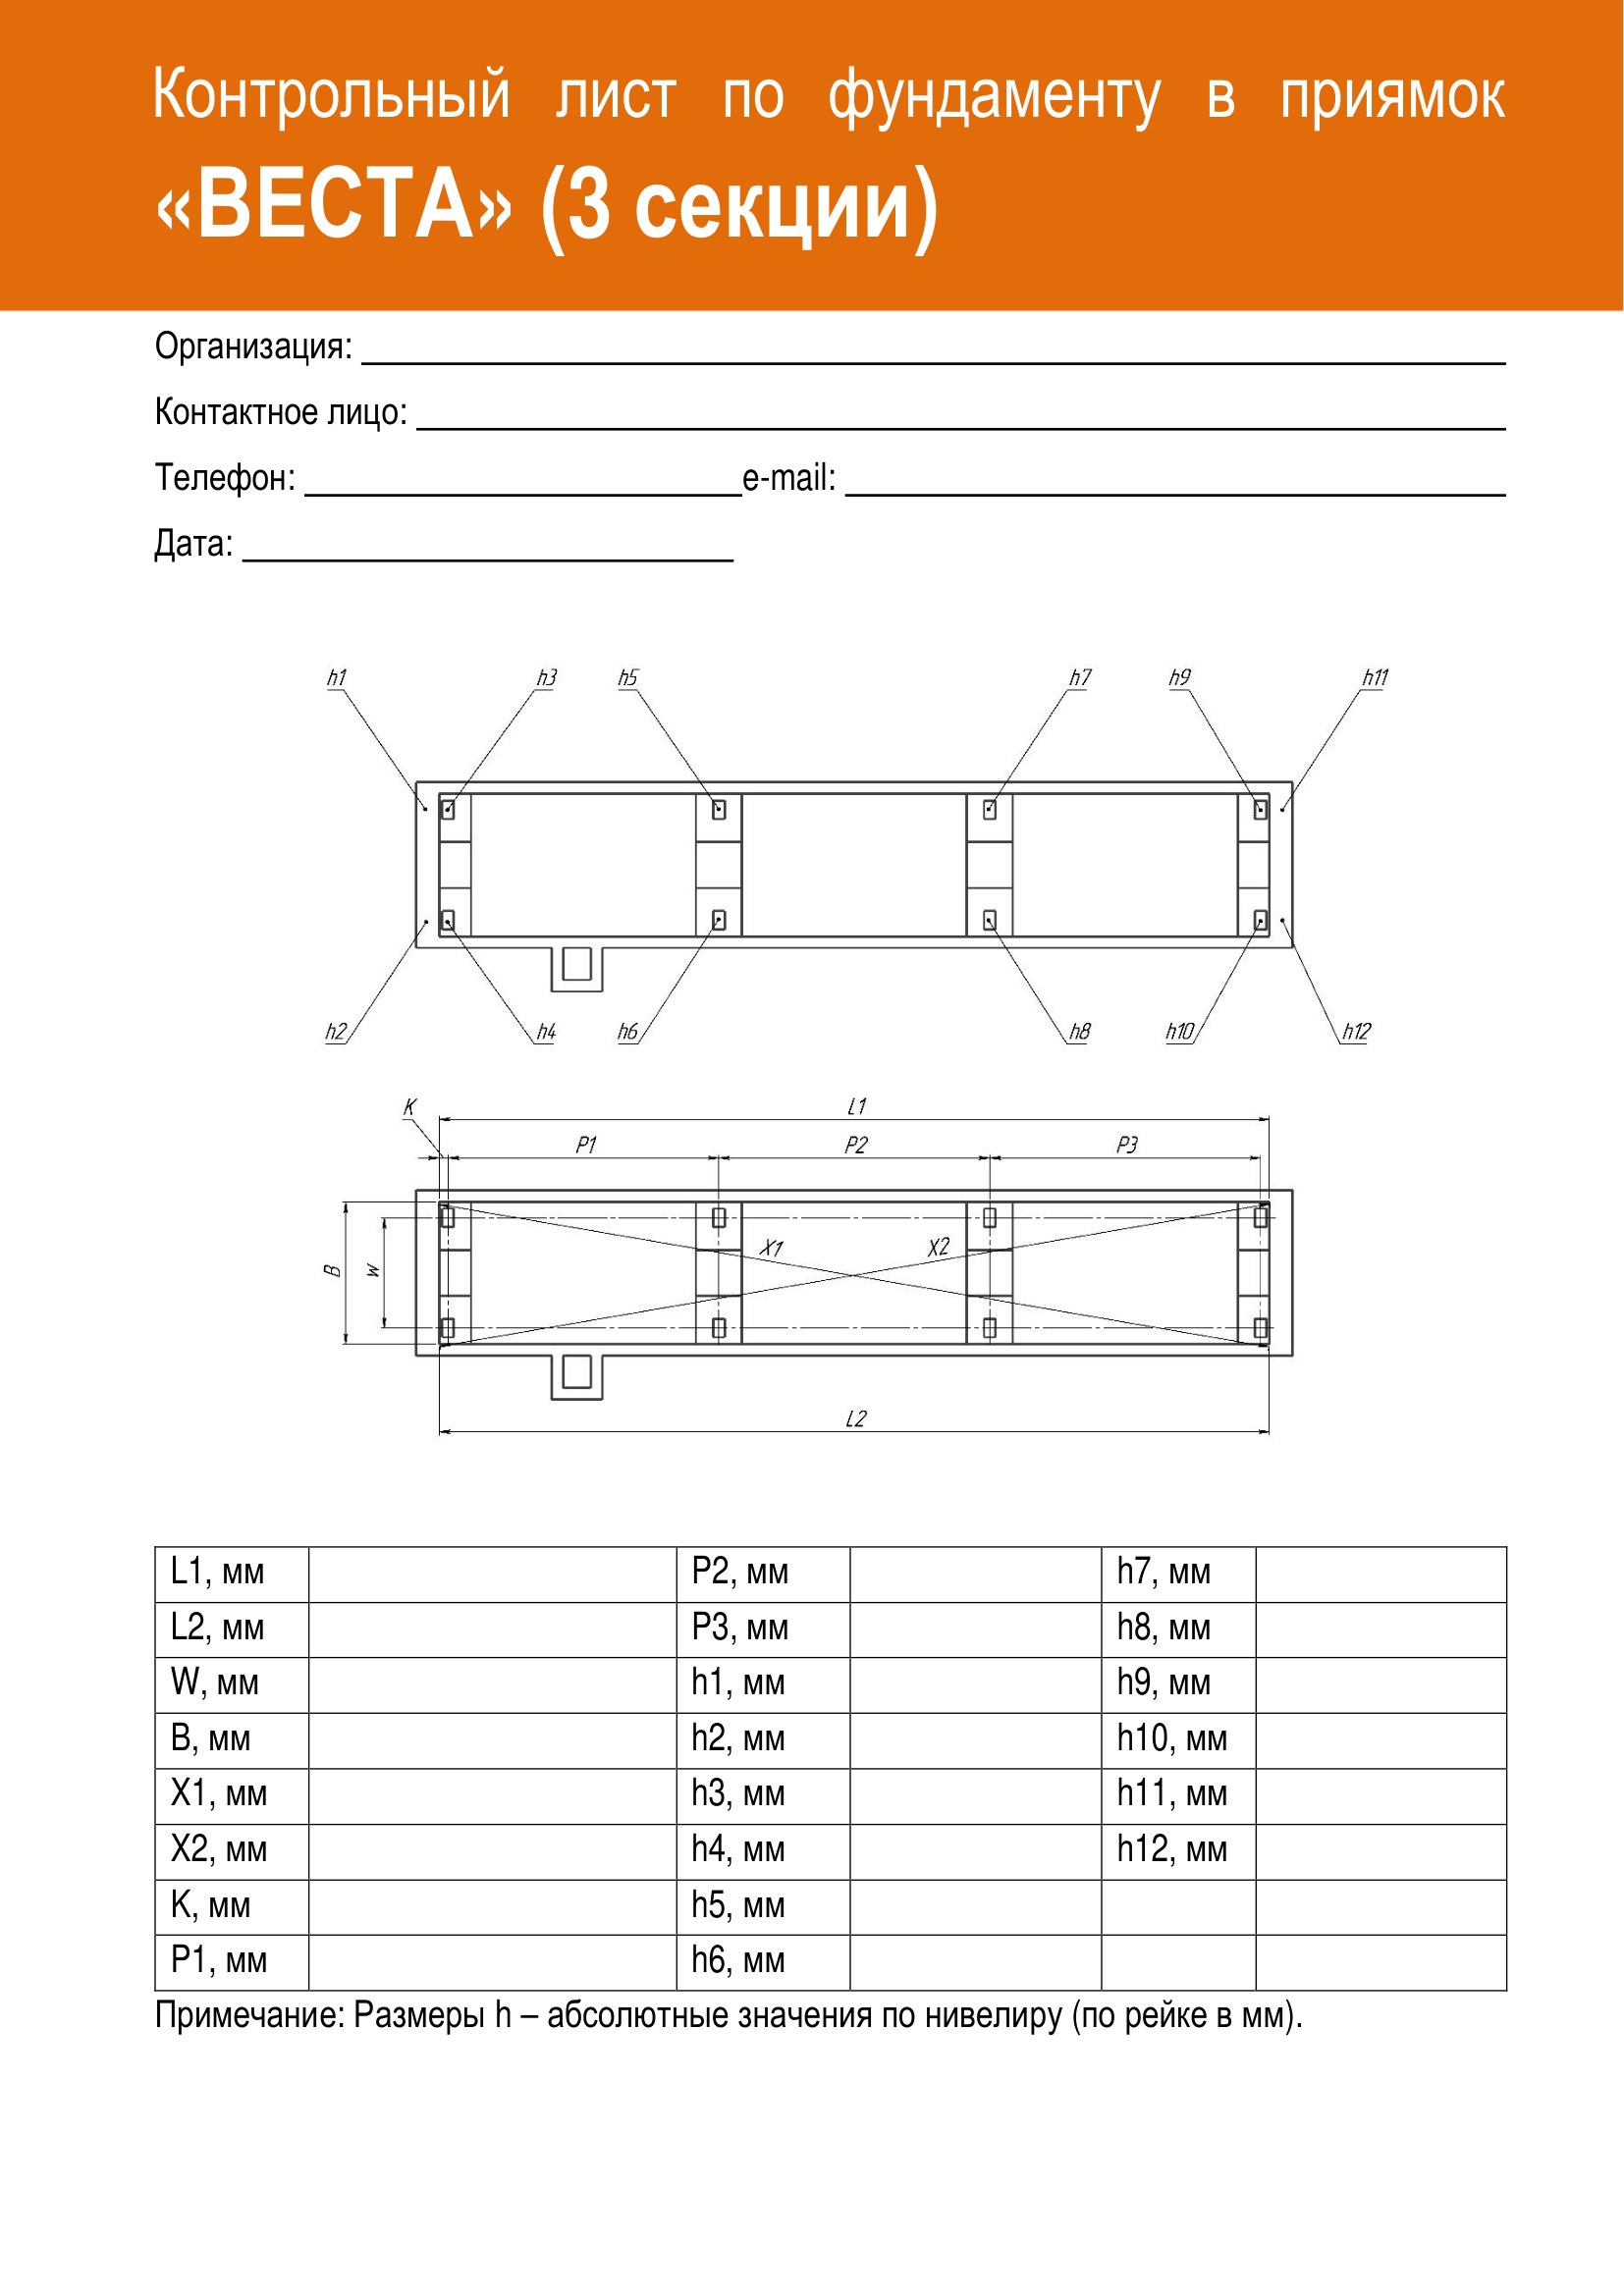 Контрольный лист по фундаменту в приямок
«ВЕСТА» (3 секции)
Организация:
Контактное лицо:
Телефон: e-mail:
Дата:
h1 h3 h5 h7 h9 h11
h2 h4 h6 h8 h10 h12
K L1
P1 P2 P3
B W X1 X2
L2
L1, мм P2, мм h7, мм
L2, мм P3, мм h8, мм
W, мм h1, мм h9, мм
B, мм h2, мм h10, мм
X1, мм h3, мм h11, мм
X2, мм h4, мм h12, мм
K, мм h5, мм
P1, мм h6, мм
Примечание: Размеры h – абсолютные значения по нивелиру (по рейке в мм).